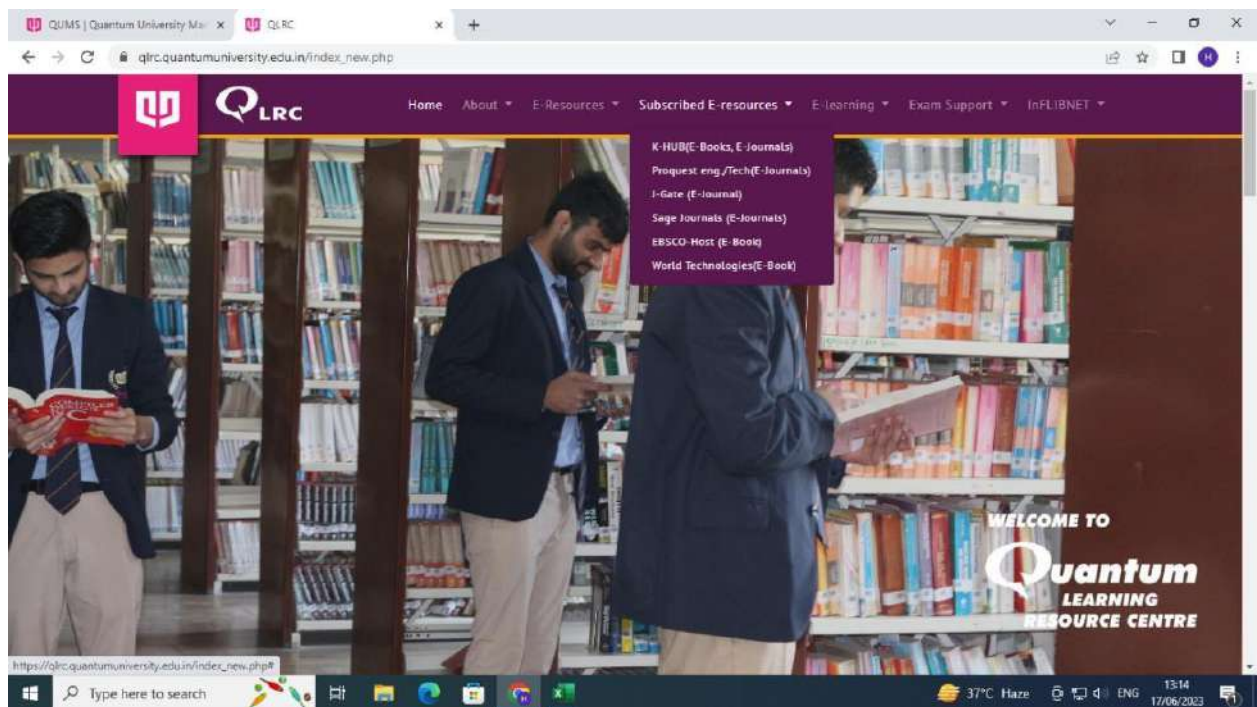 QUMS | Quantum University Ma
QLRC
qlrc.quantumuniversity.edu.in/index_new.php
H
QLRC
Home About E-Resources Subscribed E-resources E-learning Exam Support InFLIBNET
K-HUB(E-Books, E-Journals)
Proquest eng./Tech(E-Journals)
J-Gate (E-Journal)
Sage Journals (E-Journals)
EBSCO-Host (E-Book)
World Technologies(E-Book)
WELCOME TO
Quantum
LEARNING
RESOURCE CENTRE
https://qlrc.quantumuniversity.edu.in/index_new.php#
Type here to search
37°C Haze
ENG
13:14
17/06/2023